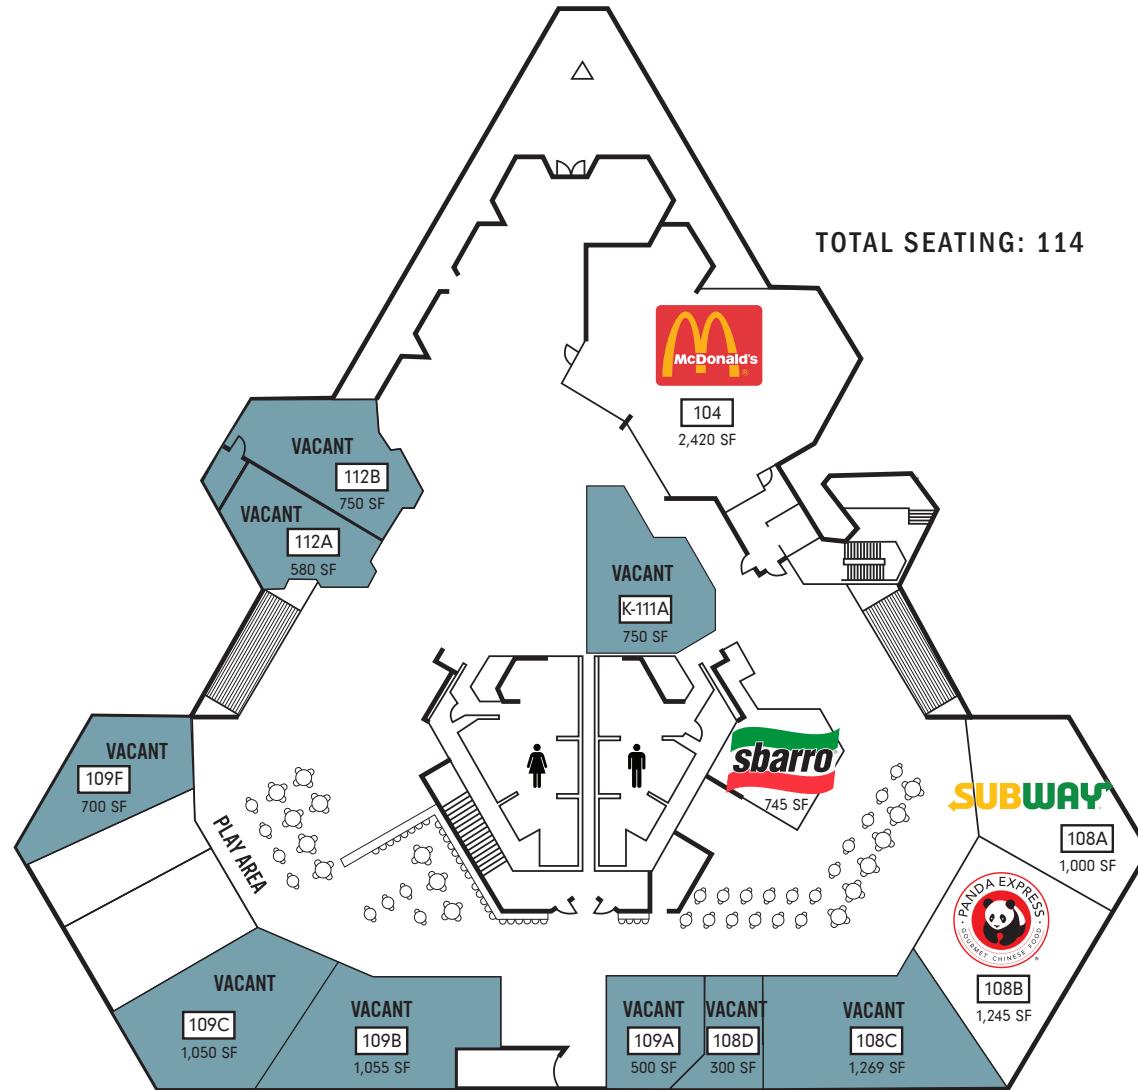 TOTAL SEATING: 114
McDonald's
®
104
2,420 SF
VACANT
112B
750 SF
VACANT
112A
580 SF
VACANT
K-111A
750 SF
VACANT
109F
700 SF
PLAY AREA
sbarro
745 SF
SUBWAY
108A
1,000 SF
PANDA EXPRESS
GOURMET CHINESE FOOD
®
108B
1,245 SF
VACANT
109C
1,050 SF
VACANT
109B
1,055 SF
VACANT
109A
500 SF
VACANT
108D
300 SF
VACANT
108C
1,269 SF